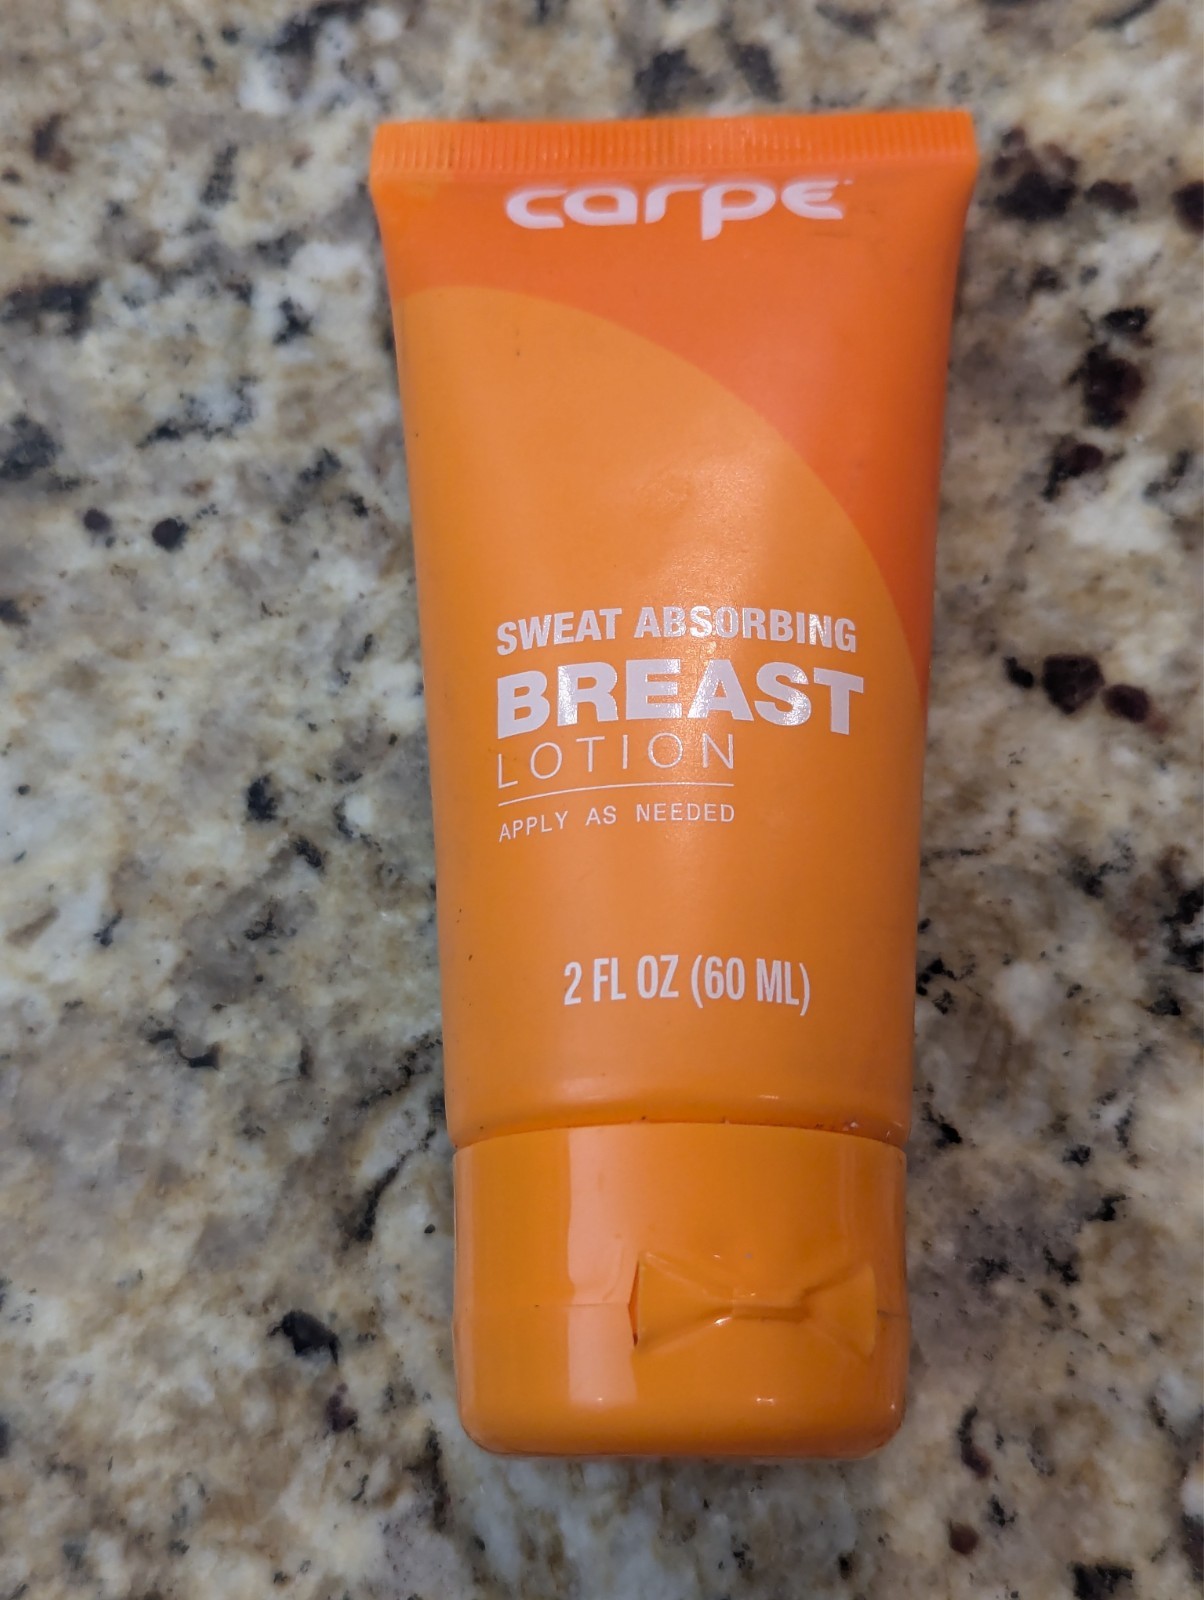 carpe
SWEAT ABSORBING
BREAST
LOTION
APPLY AS NEEDED
2 FL OZ (60 ML)